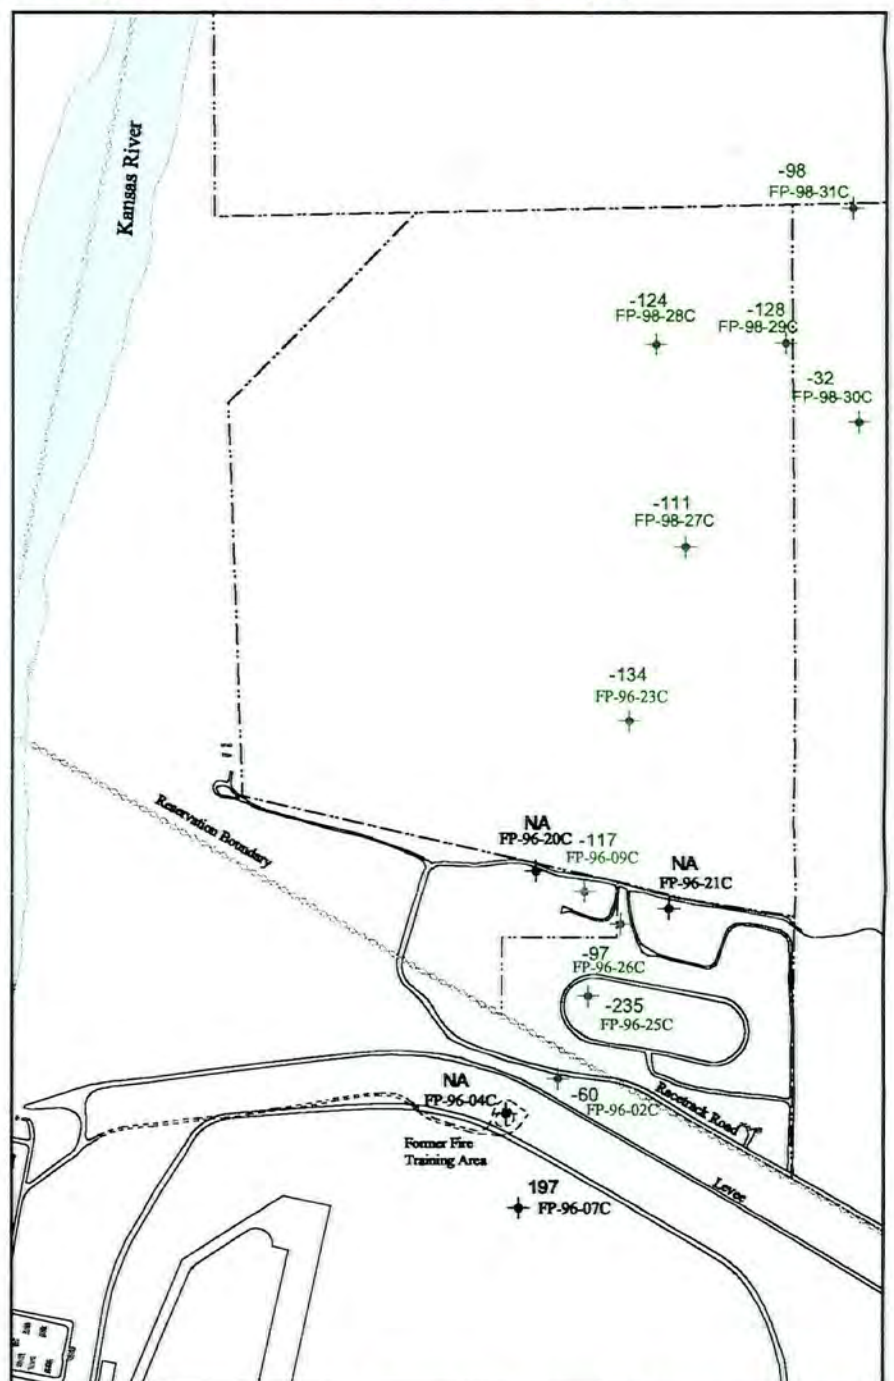 Kansas River
-98
FP-98-31C
-124
FP-98-28C
-128
FP-98-29C
-32
FP-98-30C
-111
FP-98-27C
-134
FP-96-23C
Reservation Boundary
NA
FP-96-20C
-117
FP-96-09C
NA
FP-96-21C
-97
FP-96-26C
-235
FP-96-25C
NA
FP-96-04C
-60
FP-96-02C
Racetrack Road
Former Fire
Training Area
Levee
197
FP-96-07C